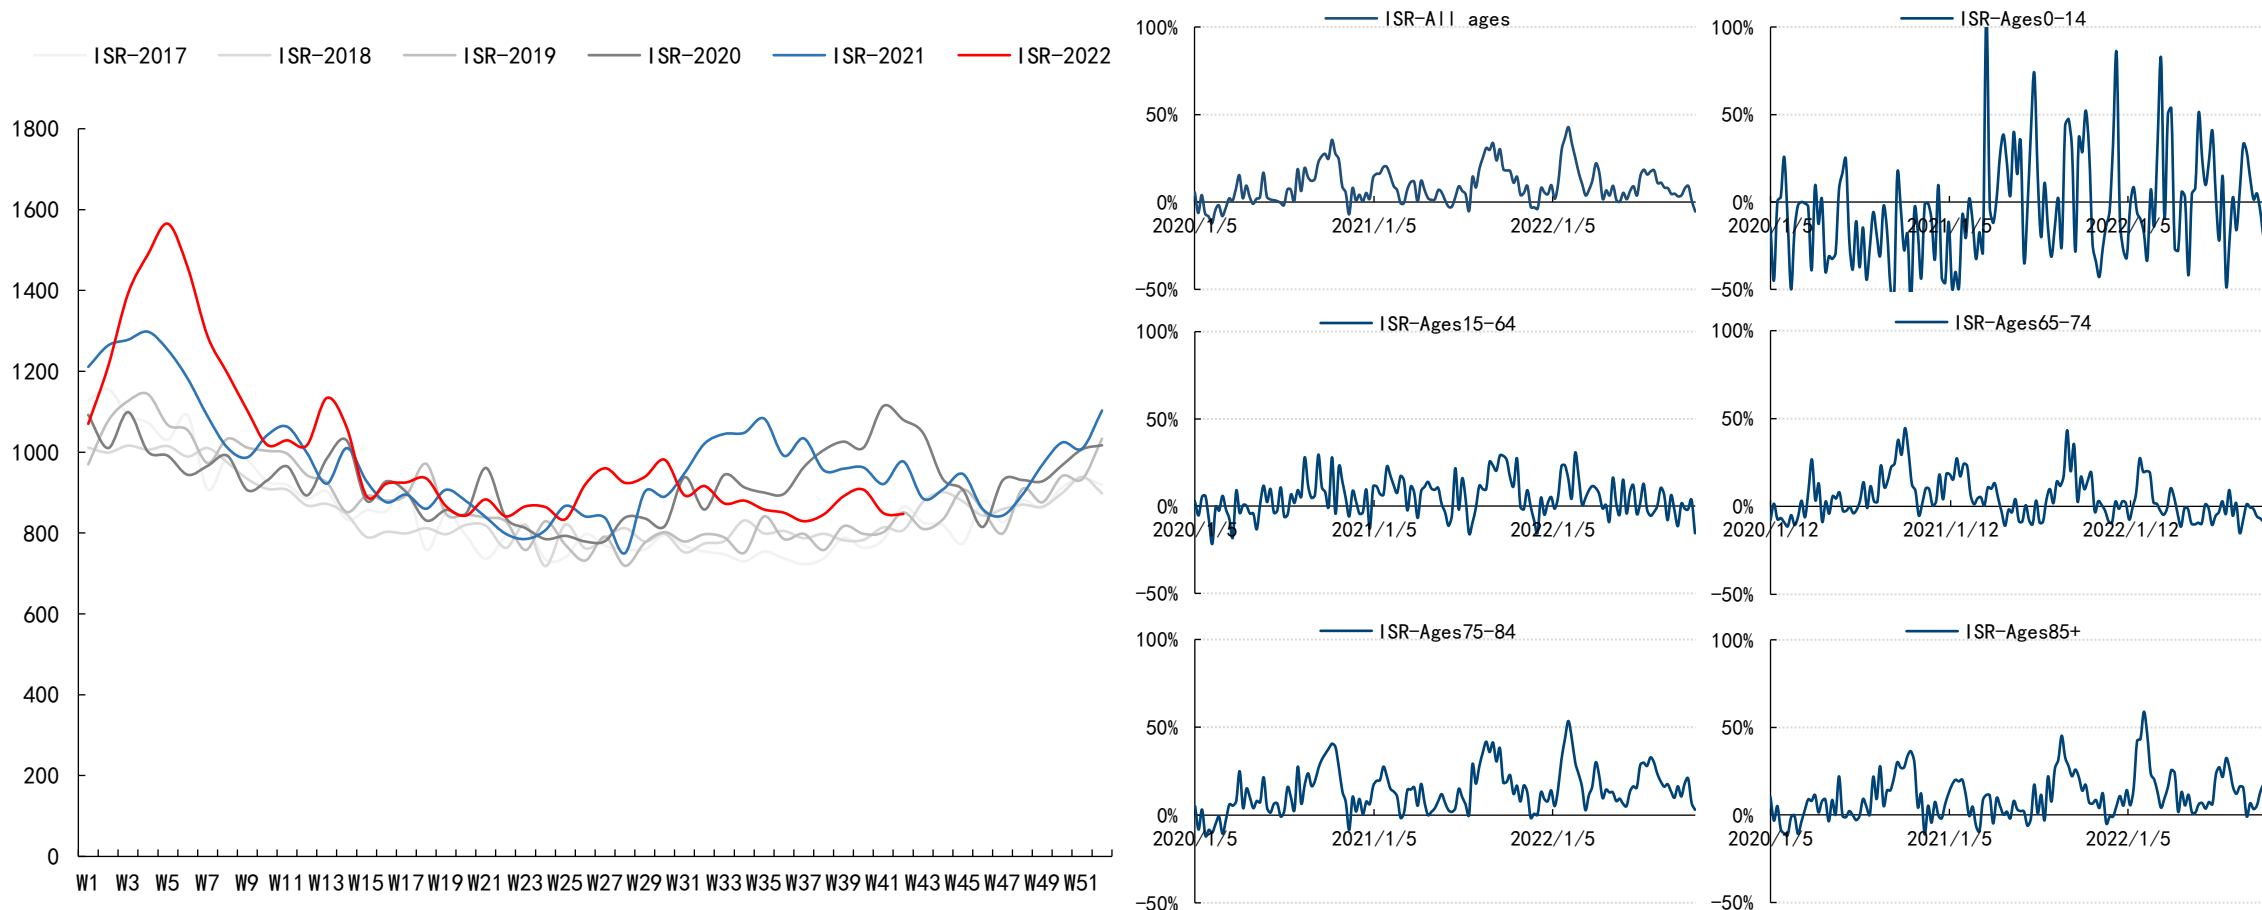 ISR-2017 ISR-2018 ISR-2019 ISR-2020 ISR-2021 ISR-2022
1800
1600
1400
1200
1000
800
600
400
200
0
W1 W3 W5 W7 W9 W11 W13 W15 W17 W19 W21 W23 W25 W27 W29 W31 W33 W35 W37 W39 W41 W43 W45 W47 W49 W51
ISR-All ages
100%
50%
0%
-50%
2020/1/5 2021/1/5 2022/1/5
ISR-Ages0-14
100%
50%
0%
-50%
2020/1/5 2021/1/5 2022/1/5
ISR-Ages15-64
100%
50%
0%
-50%
2020/1/5 2021/1/5 2022/1/5
ISR-Ages65-74
100%
50%
0%
-50%
2020/1/12 2021/1/12 2022/1/12
ISR-Ages75-84
100%
50%
0%
-50%
2020/1/5 2021/1/5 2022/1/5
ISR-Ages85+
100%
50%
0%
-50%
2020/1/5 2021/1/5 2022/1/5